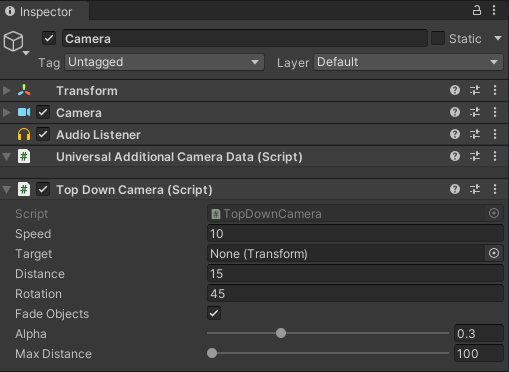 Inspector
Camera Static
Tag Untagged Layer Default
Transform
Camera
Audio Listener
# Universal Additional Camera Data (Script)
# Top Down Camera (Script)
Script # TopDownCamera
Speed 10
Target None (Transform)
Distance 15
Rotation 45
Fade Objects
Alpha 0.3
Max Distance 100